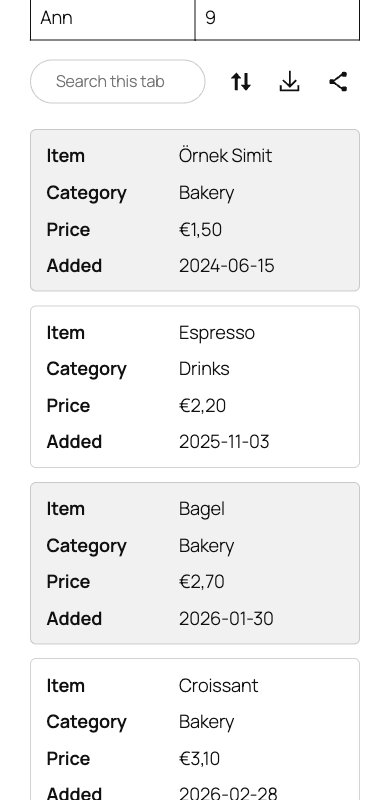 Ann 9
Search this tab
Item Örnek Simit
Category Bakery
Price €1,50
Added 2024-06-15
Item Espresso
Category Drinks
Price €2,20
Added 2025-11-03
Item Bagel
Category Bakery
Price €2,70
Added 2026-01-30
Item Croissant
Category Bakery
Price €3,10
Added 2026-02-28